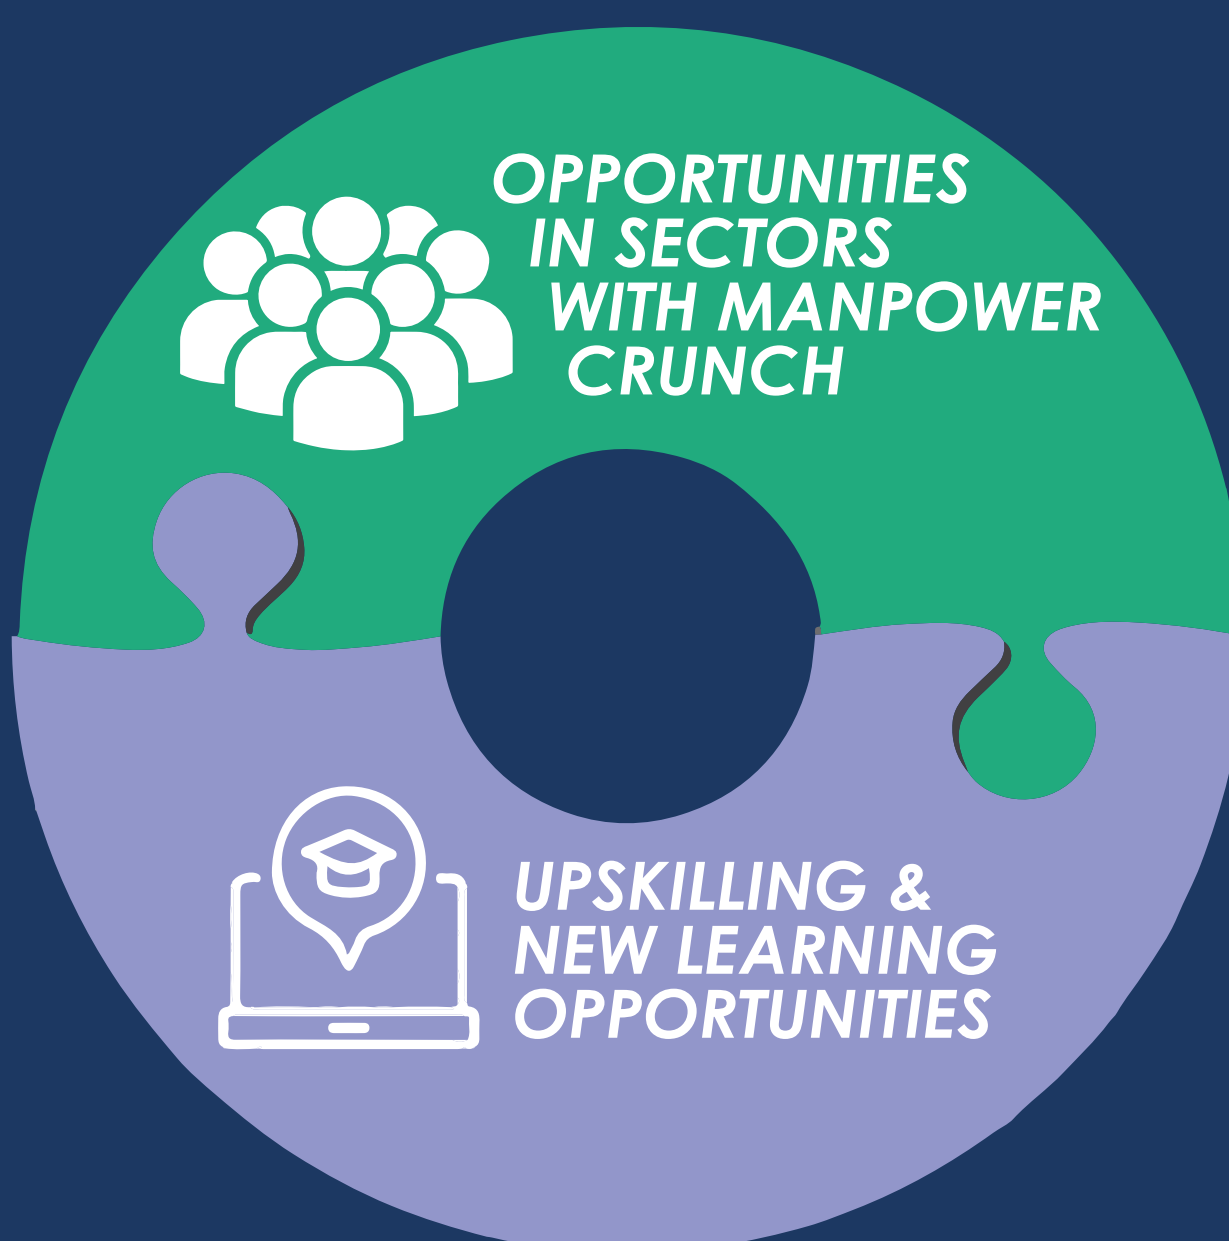 OPPORTUNITIES
IN SECTORS
WITH MANPOWER
CRUNCH
UPSKILLING &
NEW LEARNING
OPPORTUNITIES